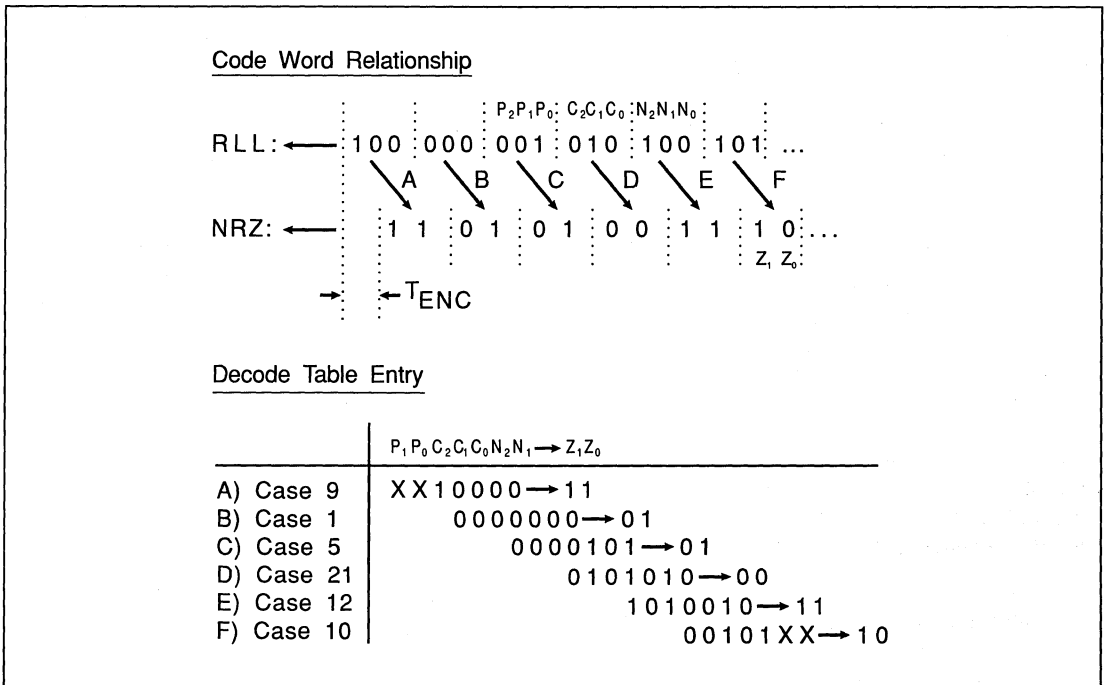 Code Word Relationship
P₂P₁P₀ C₂C₁C₀ N₂N₁N₀
RLL: 100 000 001 010 100 101 ...
A B C D E F
NRZ: 1 1 0 1 0 1 0 0 1 1 1 0 ...
Z₁ Z₀
TENC
Decode Table Entry
P₁P₀C₂C₁C₀N₂N₁→Z₁Z₀
A) Case 9 XX10000→11
B) Case 1 0000000→01
C) Case 5 0000101→01
D) Case 21 0101010→00
E) Case 12 1010010→11
F) Case 10 00101XX→10